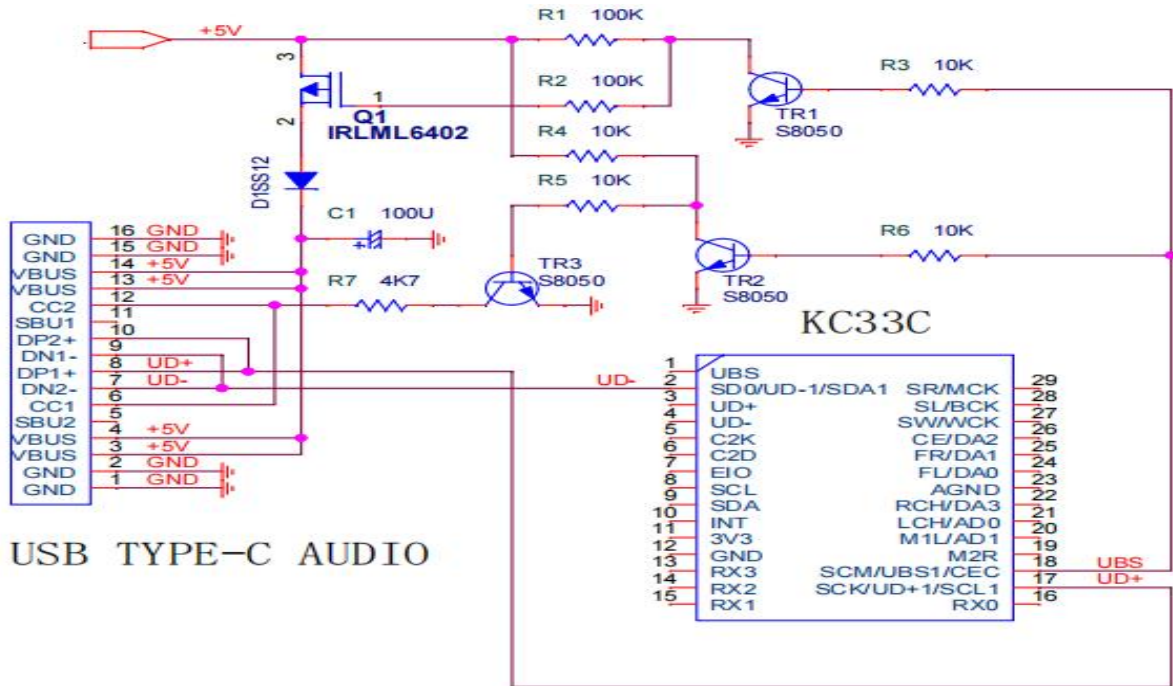 +5V
R1 100K
R2 100K
R3 10K
R4 10K
R5 10K
R6 10K
TR1
S8050
3
1
2
Q1
IRLML6402
D1SS12
C1 100U
R7 4K7
TR3
S8050
TR2
S8050
GND 16 GND
GND 15 GND
VBUS 14 +5V
VBUS 13 +5V
CC2 12
SBU1 11
DP2+ 10
DN1- 9
DP1+ 8 UD+
DN2- 7 UD-
CC1 6
SBU2 5
VBUS 4 +5V
VBUS 3 +5V
GND 2 GND
GND 1 GND
USB TYPE-C AUDIO
KC33C
UD-
1 UBS
2 SD0/UD-1/SDA1 SR/MCK 29
3 UD+ SL/BCK 28
4 UD- SW/WCK 27
5 C2K CE/DA2 26
6 C2D FR/DA1 25
7 EIO FL/DA0 24
8 SCL AGND 23
9 SDA RCH/DA3 22
10 INT LCH/AD0 21
11 3V3 M1L/AD1 20
12 GND M2R 19
13 RX3 SCM/UBS1/CEC 18 UBS
14 RX2 SCK/UD+1/SCL1 17 UD+
15 RX1 RX0 16